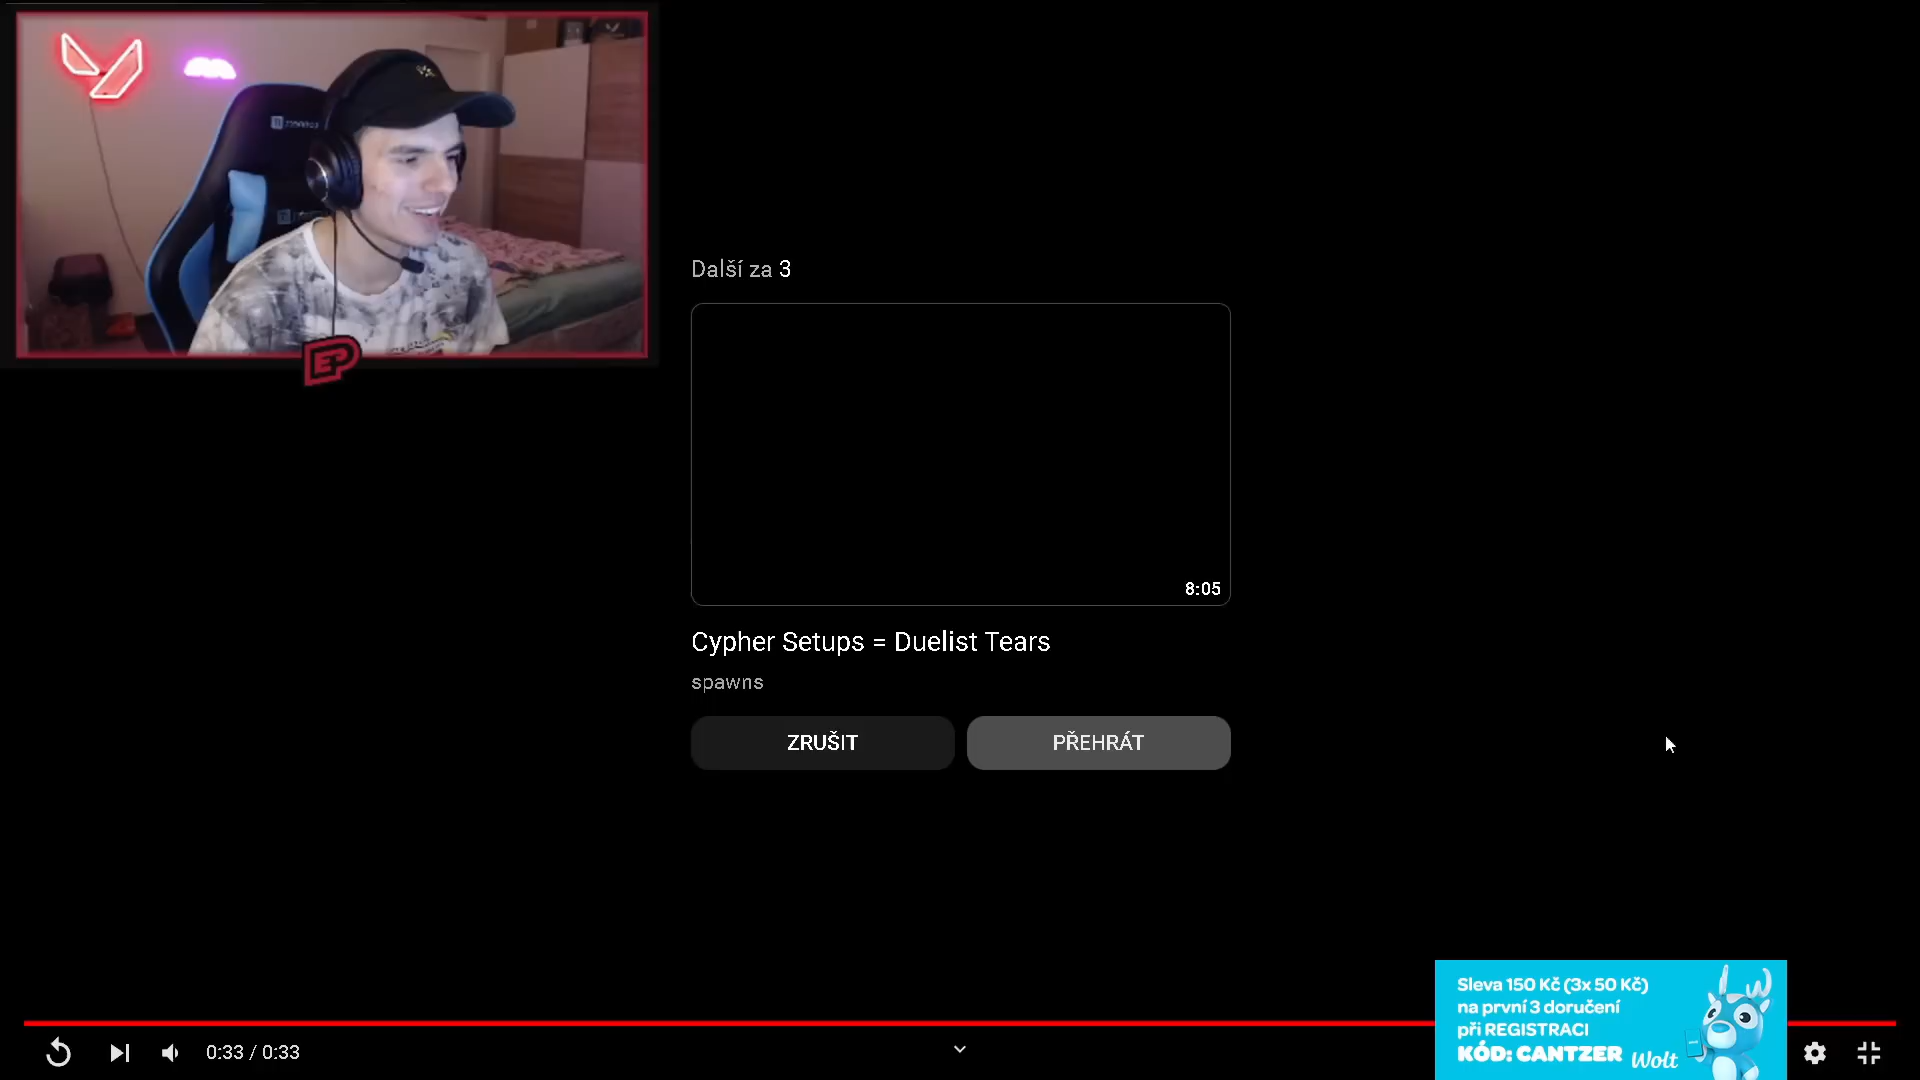 EP
Další za 3
8:05
Cypher Setups = Duelist Tears
spawns
ZRUŠIT
PŘEHRÁT
Sleva 150 Kč (3x 50 Kč)
na první 3 doručení
při REGISTRACI
KÓD: CANTZER
Wolt
0:33 / 0:33